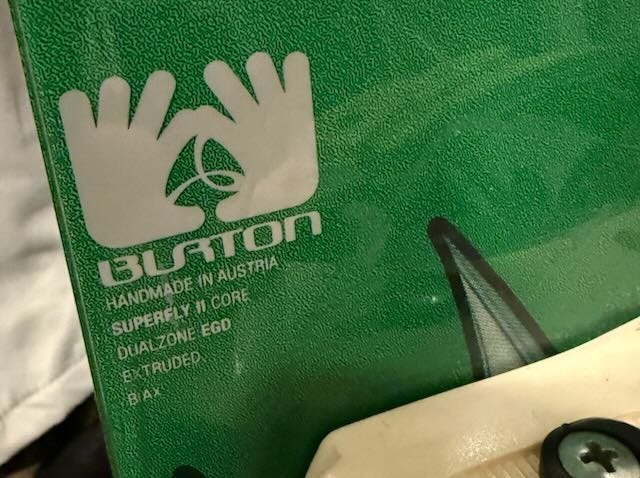 BURTON
HANDMADE IN AUSTRIA
SUPERFLY II CORE
DUALZONE EGD
EXTRUDED
BIAX